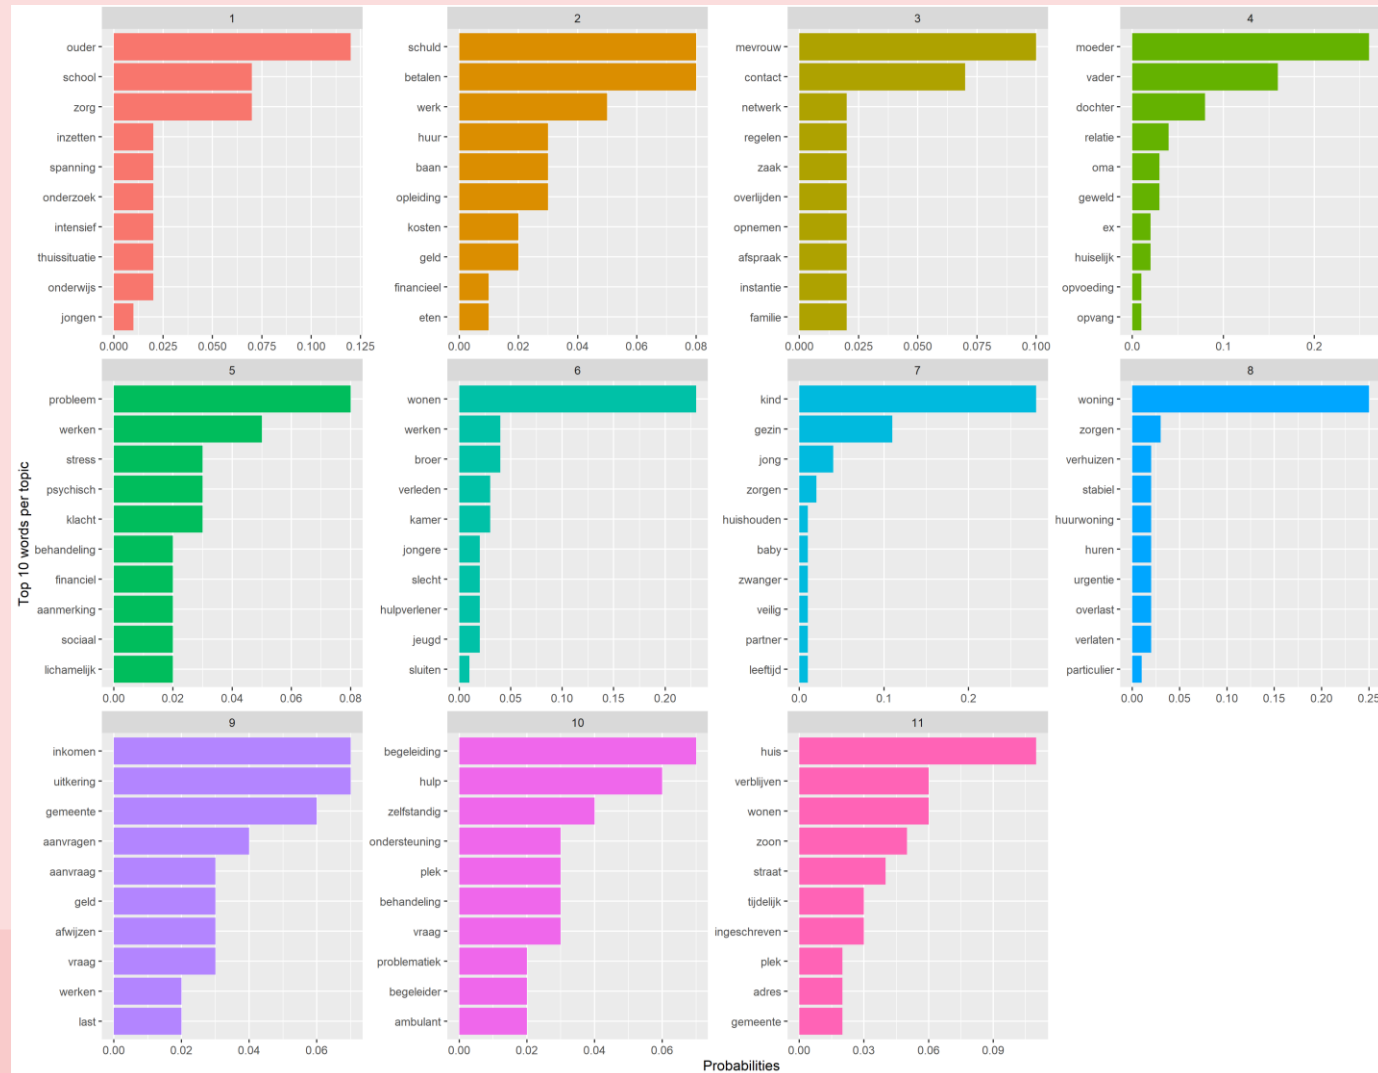 1
ouder
school
zorg
inzetten
spanning
onderzoek
intensief
thuissituatie
onderwijs
jongen
0.000 0.025 0.050 0.075 0.100 0.125
2
schuld
betalen
werk
huur
baan
opleiding
kosten
geld
financieel
eten
0.00 0.02 0.04 0.06 0.08
3
mevrouw
contact
netwerk
regelen
zaak
overlijden
opnemen
afspraak
instantie
familie
0.000 0.025 0.050 0.075 0.100
4
moeder
vader
dochter
relatie
oma
geweld
ex
huiselijk
opvoeding
opvang
0.0 0.1 0.2
Top 10 words per topic
5
probleem
werken
stress
psychisch
klacht
behandeling
financiel
aanmerking
sociaal
lichamelijk
0.00 0.02 0.04 0.06 0.08
6
wonen
werken
broer
verleden
kamer
jongere
slecht
hulpverlener
jeugd
sluiten
0.00 0.05 0.10 0.15 0.20
7
kind
gezin
jong
zorgen
huishouden
baby
zwanger
veilig
partner
leeftijd
0.0 0.1 0.2
8
woning
zorgen
verhuizen
stabiel
huurwoning
huren
urgentie
overlast
verlaten
particulier
0.00 0.05 0.10 0.15 0.20 0.25
9
inkomen
uitkering
gemeente
aanvragen
aanvraag
geld
afwijzen
vraag
werken
last
0.00 0.02 0.04 0.06
10
begeleiding
hulp
zelfstandig
ondersteuning
plek
behandeling
vraag
problematiek
begeleider
ambulant
0.00 0.02 0.04 0.06
11
huis
verblijven
wonen
zoon
straat
tijdelijk
ingeschreven
plek
adres
gemeente
0.00 0.03 0.06 0.09
Probabilities